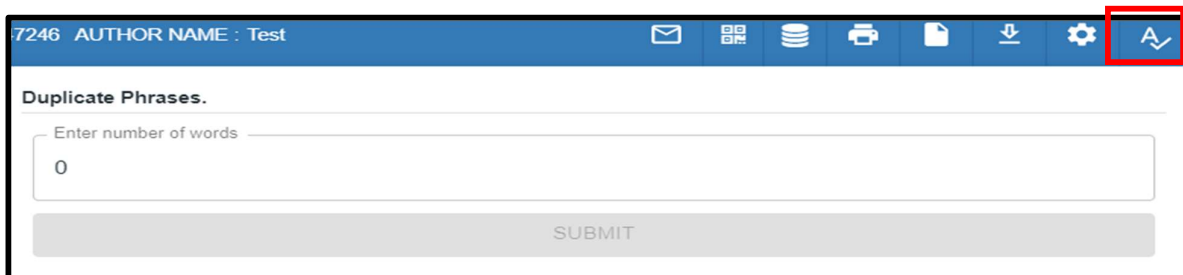 7246 AUTHOR NAME : Test
Duplicate Phrases.
Enter number of words
0
SUBMIT